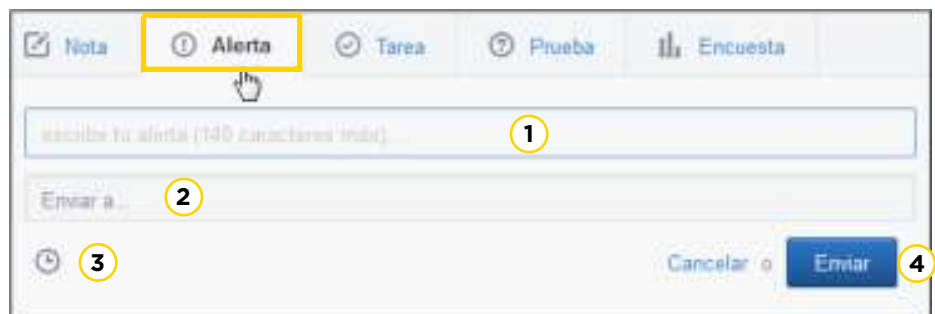 Nota Alerta Tarea Prueba Encuesta
escribe tu alerta (140 caracteres máx)... 1
Enviar a... 2
3 Cancelar o Enviar 4